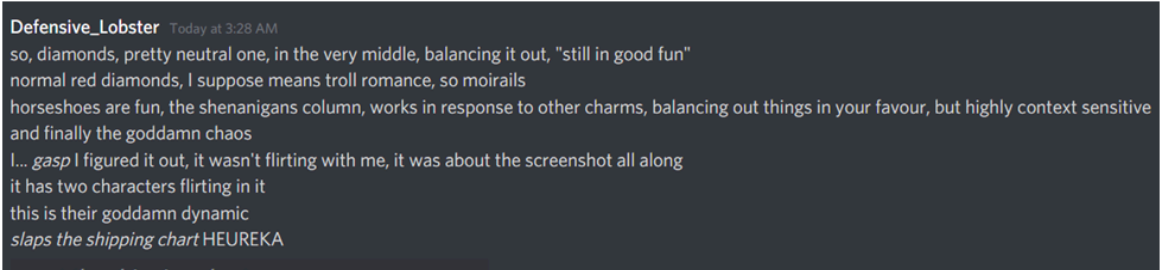 Defensive_Lobster Today at 3:28 AM
so, diamonds, pretty neutral one, in the very middle, balancing it out, "still in good fun"
normal red diamonds, I suppose means troll romance, so moirails
horseshoes are fun, the shenanigans column, works in response to other charms, balancing out things in your favour, but highly context sensitive
and finally the goddamn chaos
I... gasp I figured it out, it wasn't flirting with me, it was about the screenshot all along
it has two characters flirting in it
this is their goddamn dynamic
slaps the shipping chart HEUREKA